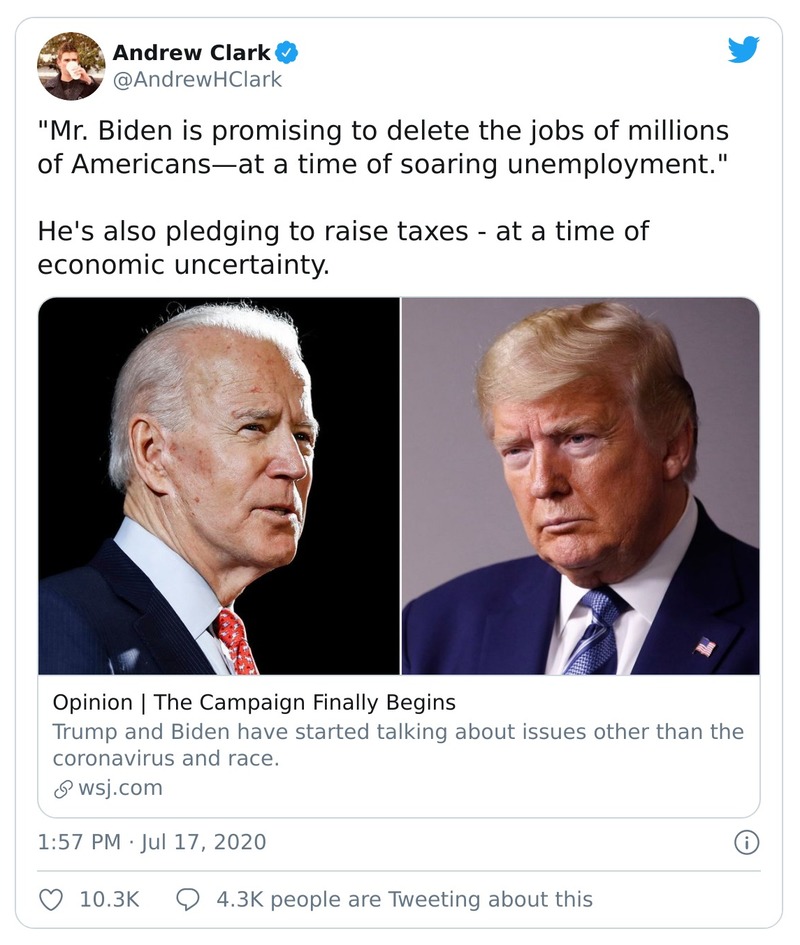 Andrew Clark
@AndrewHClark
"Mr. Biden is promising to delete the jobs of millions
of Americans—at a time of soaring unemployment."
He's also pledging to raise taxes - at a time of
economic uncertainty.
Opinion | The Campaign Finally Begins
Trump and Biden have started talking about issues other than the
coronavirus and race.
wsj.com
1:57 PM · Jul 17, 2020
10.3K
4.3K people are Tweeting about this